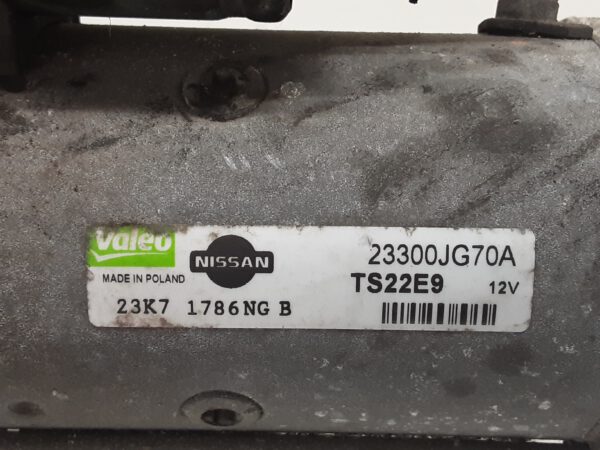 Valeo NISSAN 23300JG70A
MADE IN POLAND TS22E9 12V
23K7 1786NG B